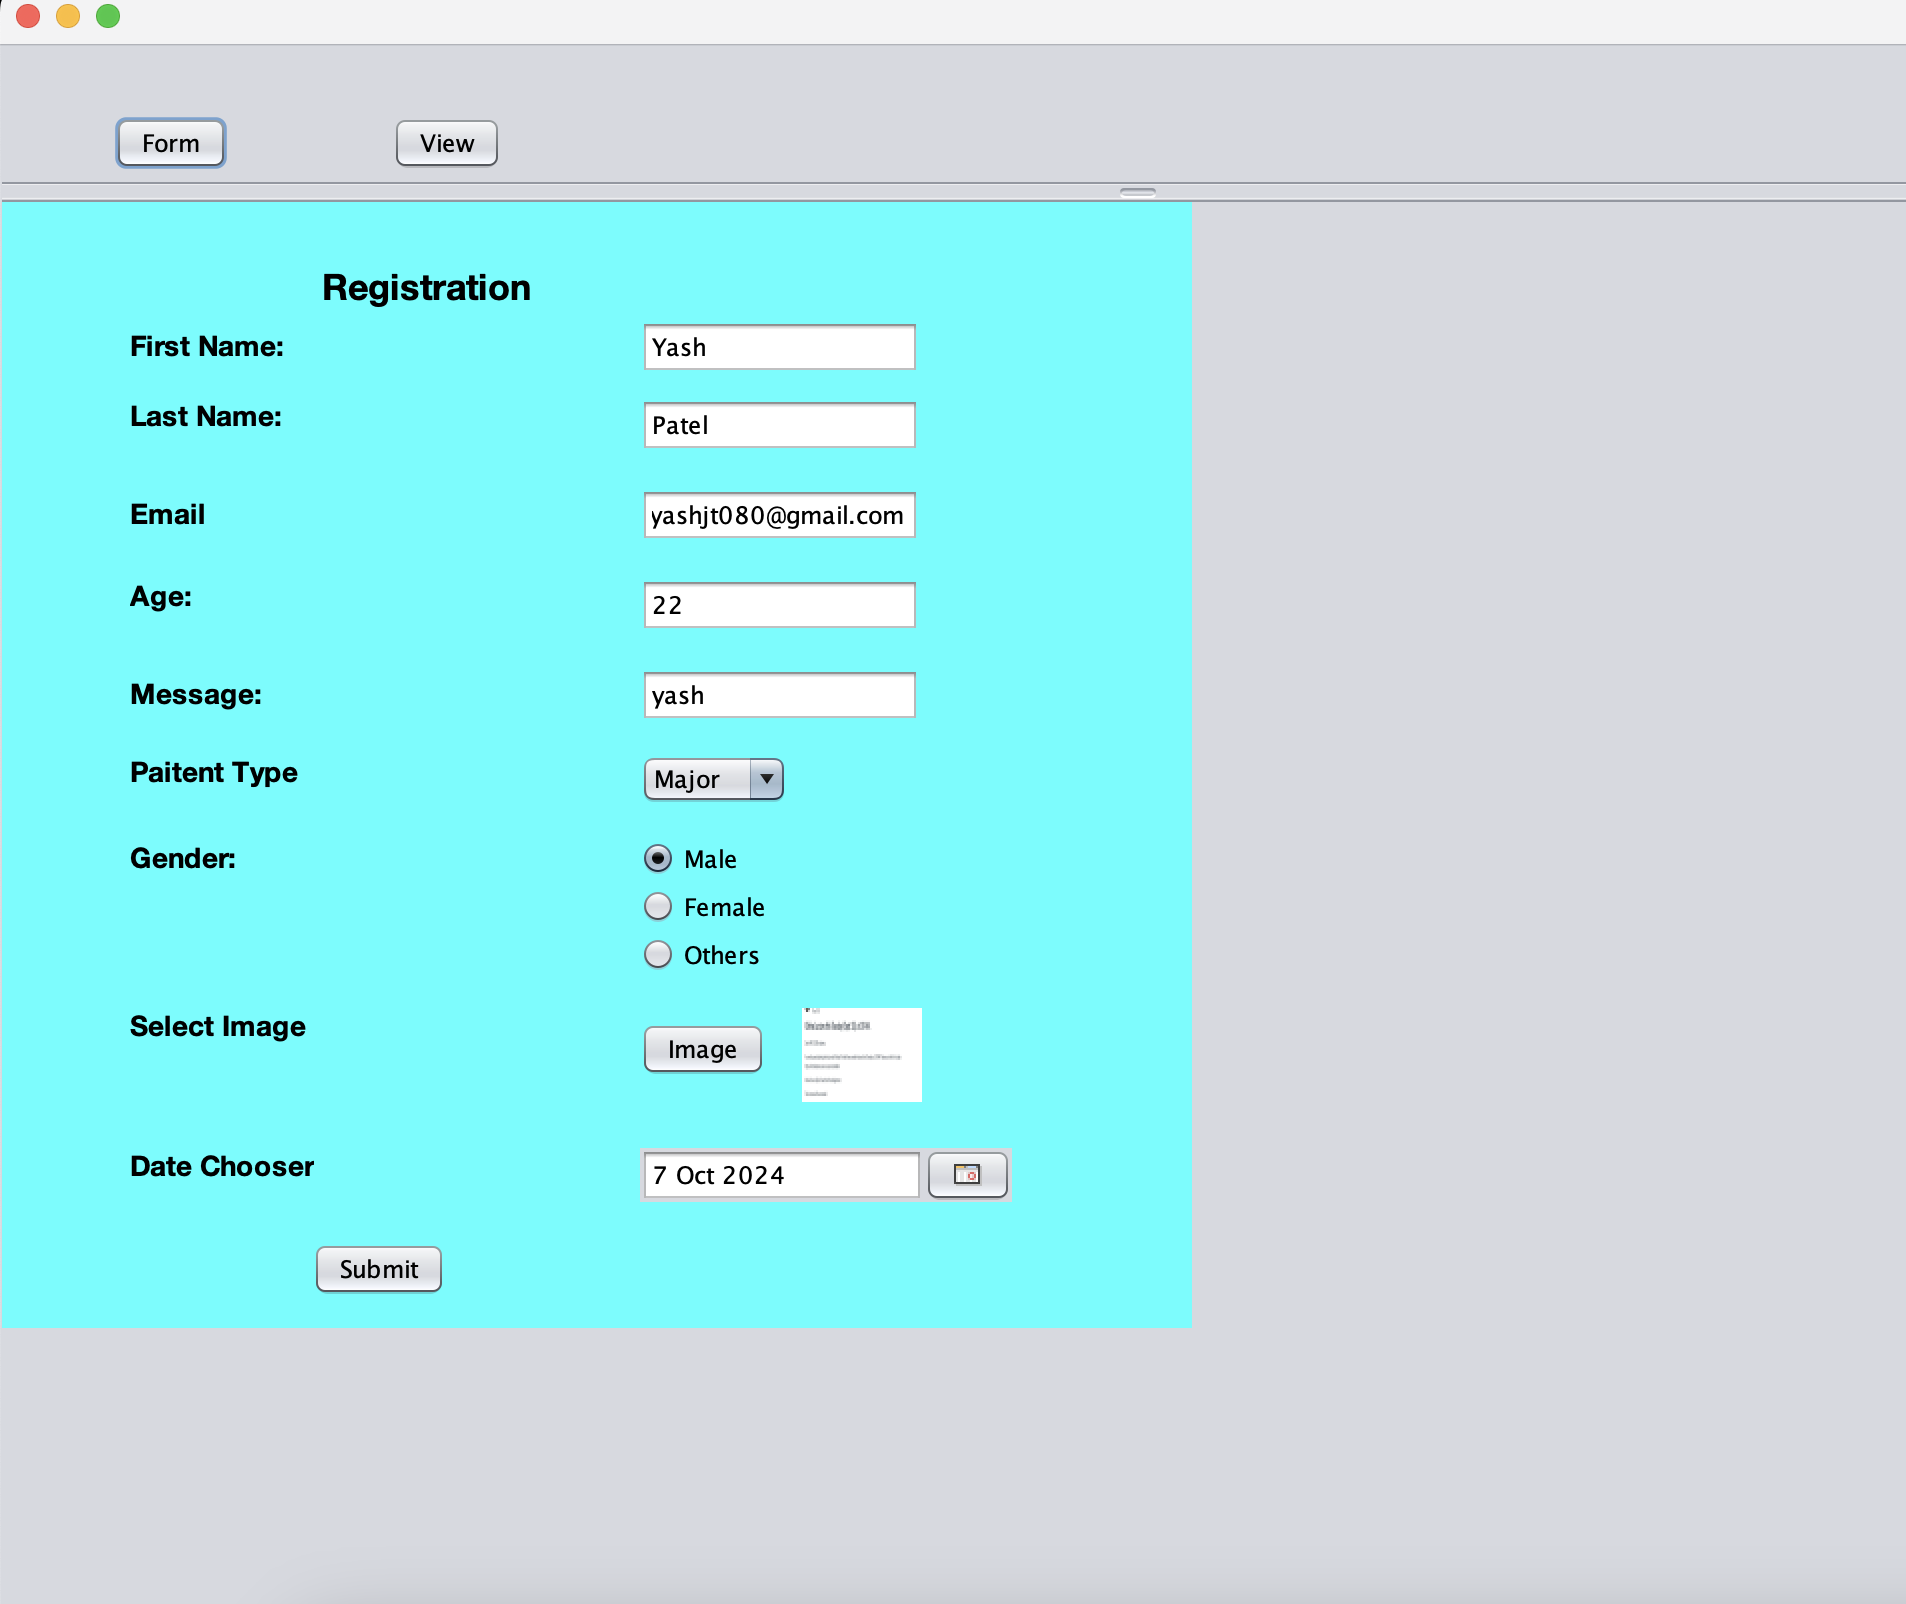 Form View
Registration
First Name: Yash
Last Name: Patel
Email yashjt080@gmail.com
Age: 22
Message: yash
Paitent Type Major
Gender: Male
Female
Others
Select Image Image
Date Chooser 7 Oct 2024
Submit